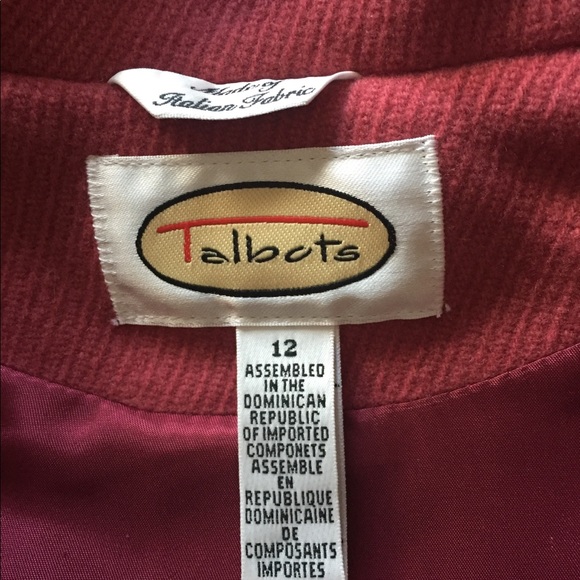 Made of
Italian Fabric
Talbots
12
ASSEMBLED
IN THE
DOMINICAN
REPUBLIC
OF IMPORTED
COMPONETS
ASSEMBLE
EN
REPUBLIQUE
DOMINICAINE
DE
COMPOSANTS
IMPORTES